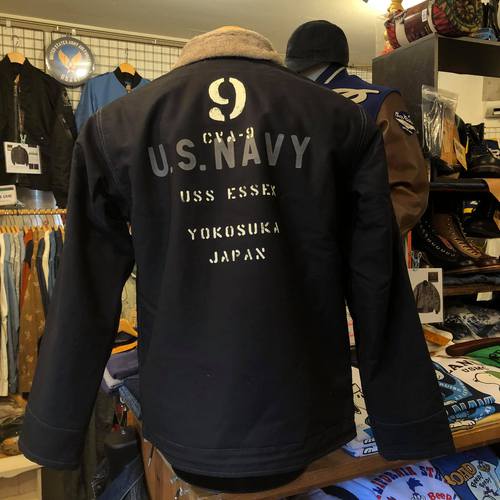 9
CVA-9
U.S. NAVY
USS ESSEX
YOKOSUKA
JAPAN